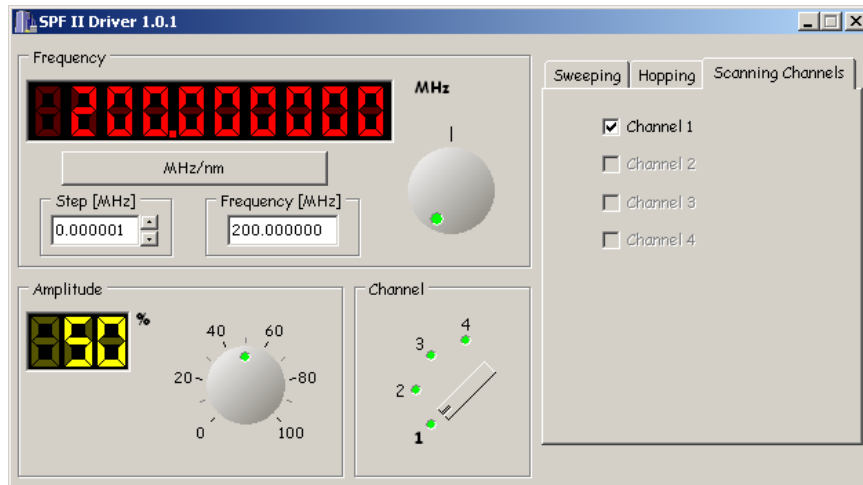 SPF II Driver 1.0.1
Frequency
200.000000
MHz
MHz/nm
Step [MHz]
0.000001
Frequency [MHz]
200.000000
Sweeping
Hopping
Scanning Channels
Channel 1
Channel 2
Channel 3
Channel 4
Amplitude
50
%
0
20
40
60
80
100
Channel
1
2
3
4